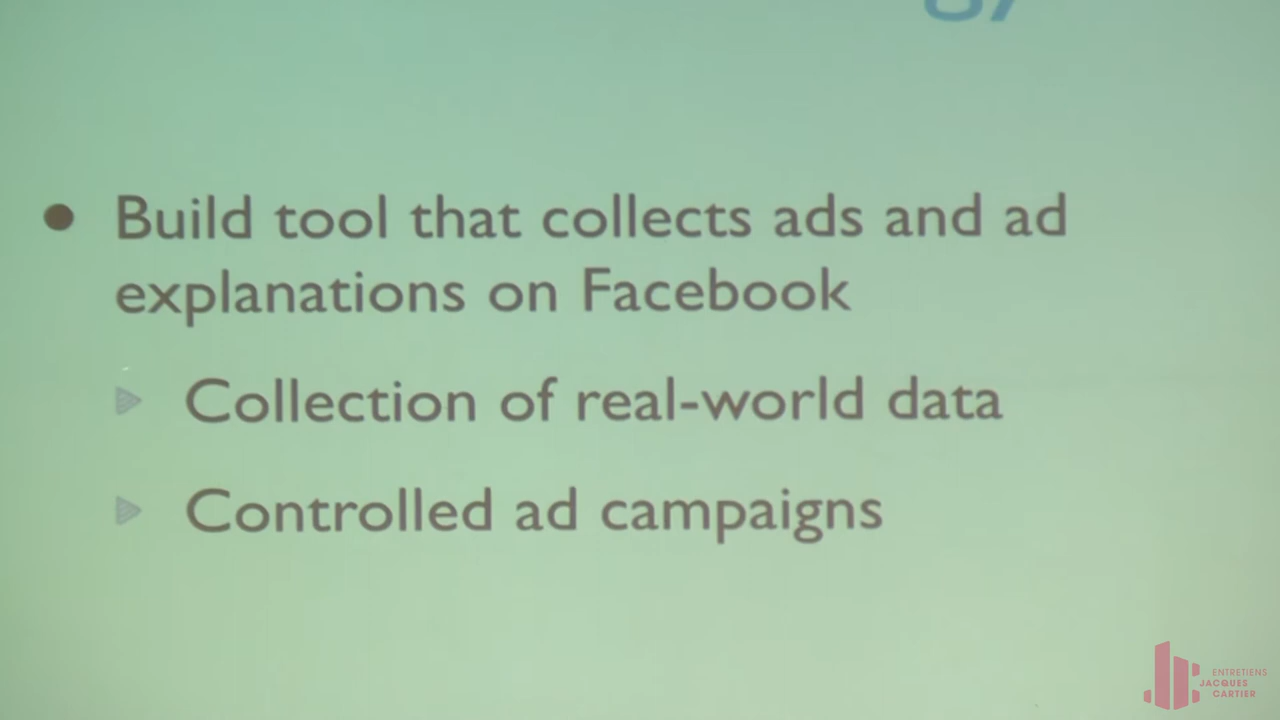 Build tool that collects ads and ad
explanations on Facebook
Collection of real-world data
Controlled ad campaigns
ENTRETIENS
JACQUES
CARTIER